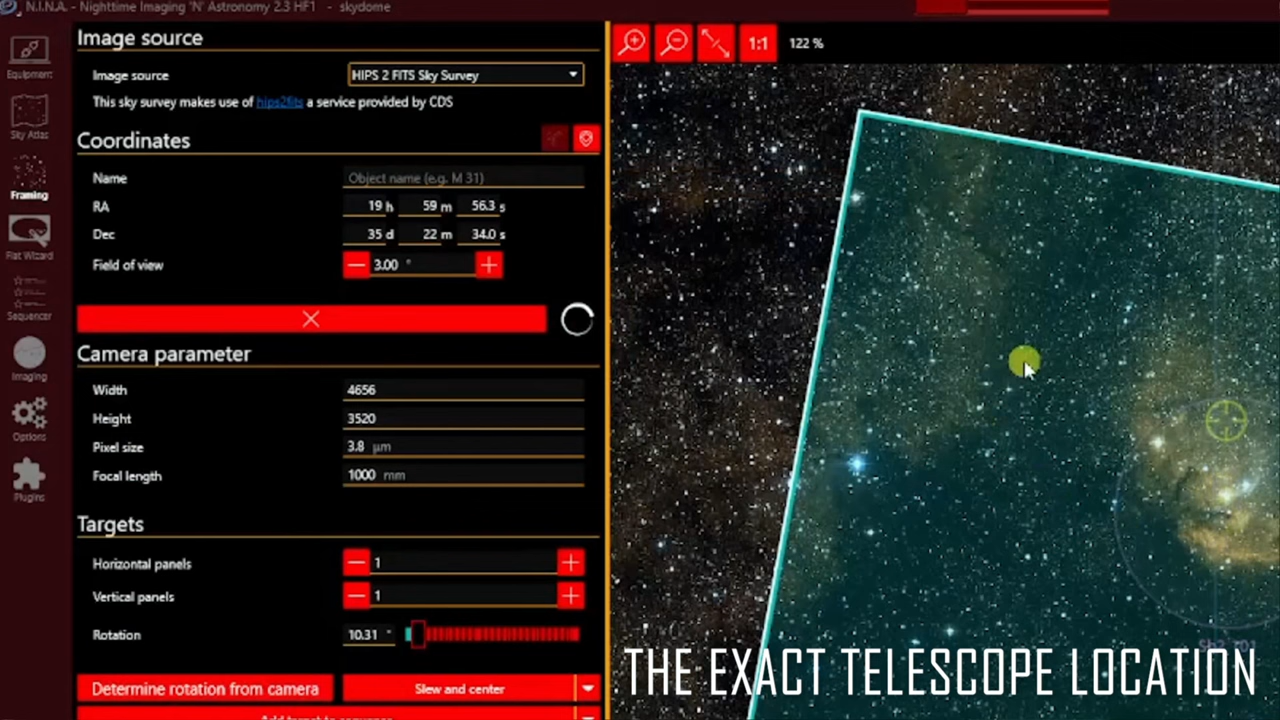 N.I.N.A. - Nighttime Imaging 'N' Astronomy 2.3 HF1 - skydome
Equipment
Sky Atlas
Framing
Flat Wizard
Sequencer
Imaging
Options
Plugins
Image source
Image source HIPS 2 FITS Sky Survey
This sky survey makes use of hips2fits a service provided by CDS
Coordinates
Name Object name (e.g. M 31)
RA 19 h 59 m 56.3 s
Dec 35 d 22 m 34.0 s
Field of view 3.00 °
Camera parameter
Width 4656
Height 3520
Pixel size 3.8 μm
Focal length 1000 mm
Targets
Horizontal panels 1
Vertical panels 1
Rotation 10.31 °
Determine rotation from camera Slew and center
Add target to sequence
1:1 122 %
THE EXACT TELESCOPE LOCATION